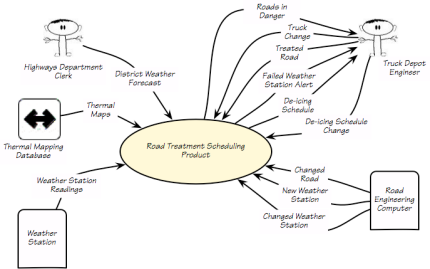 Roads in
Danger
Truck
Change
Treated
Road
Highways Department
Clerk
Truck Depot
Engineer
District Weather
Forecast
Failed Weather
Station Alert
Thermal
Maps
De-icing
Schedule
De-icing Schedule
Change
Thermal Mapping
Database
Road Treatment Scheduling
Product
Weather Station
Readings
Changed
Road
New Weather
Station
Changed Weather
Station
Road
Engineering
Computer
Weather
Station